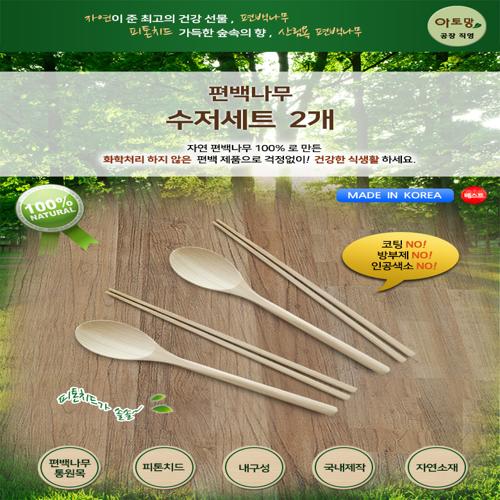 자연이 준 최고의 건강 선물, 편백나무
피톤치드 가득한 숲속의 향, 산림욕 편백나무
아토망
공장 직영
편백나무
수저세트 2개
자연 편백나무 100% 로 만든
화학처리 하지 않은 편백 제품으로 걱정없이! 건강한 식생활 하세요.
100%
NATURAL
MADE IN KOREA
베스트
코팅 NO!
방부제 NO!
인공색소 NO!
피톤치드가 솔솔~
편백나무
통원목
피톤치드
내구성
국내제작
자연소재